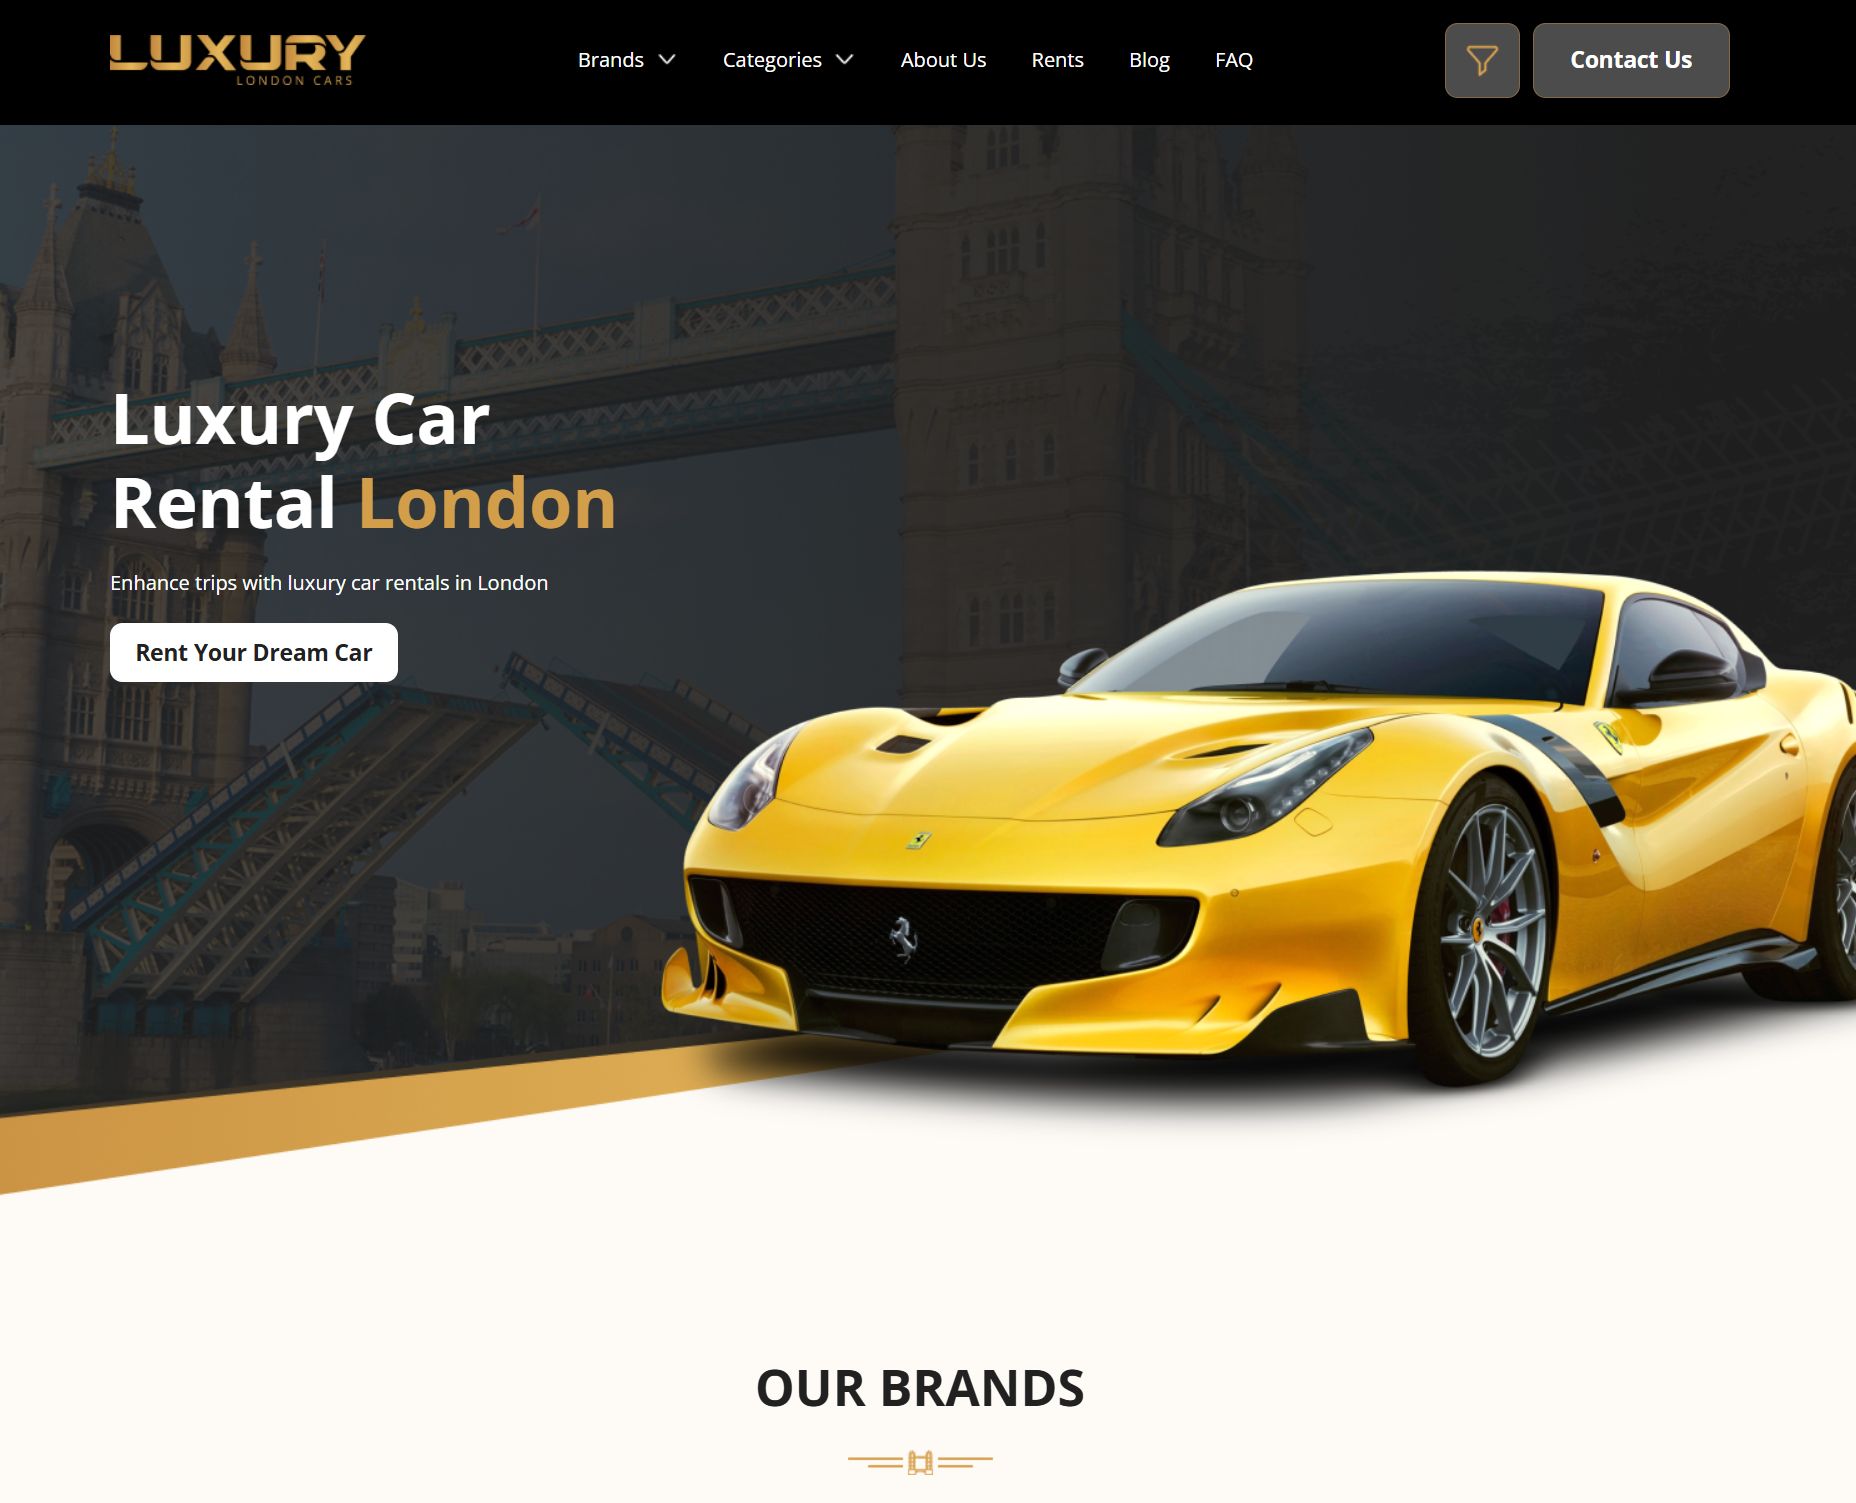 LUXURY
LONDON CARS
Brands
Categories
About Us
Rents
Blog
FAQ
Contact Us
Luxury Car
Rental London
Enhance trips with luxury car rentals in London
Rent Your Dream Car
OUR BRANDS